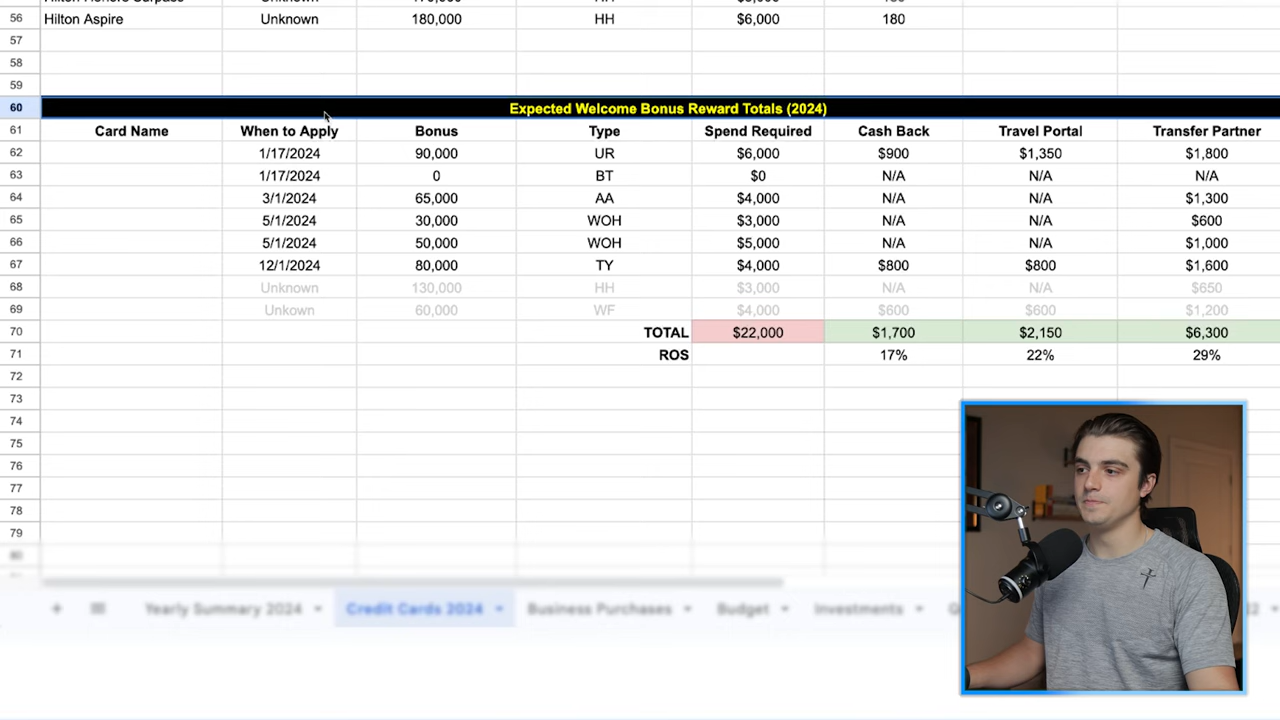 56 Hilton Aspire Unknown 180,000 HH $6,000 180
57
58
59
60 Expected Welcome Bonus Reward Totals (2024)
61 Card Name When to Apply Bonus Type Spend Required Cash Back Travel Portal Transfer Partner
62 1/17/2024 90,000 UR $6,000 $900 $1,350 $1,800
63 1/17/2024 0 BT $0 N/A N/A N/A
64 3/1/2024 65,000 AA $4,000 N/A N/A $1,300
65 5/1/2024 30,000 WOH $3,000 N/A N/A $600
66 5/1/2024 50,000 WOH $5,000 N/A N/A $1,000
67 12/1/2024 80,000 TY $4,000 $800 $800 $1,600
68 Unknown 130,000 HH $3,000 N/A N/A $650
69 Unkown 60,000 WF $4,000 $600 $600 $1,200
70 TOTAL $22,000 $1,700 $2,150 $6,300
71 ROS 17% 22% 29%
72
73
74
75
76
77
78
79
80
Yearly Summary 2024 Credit Cards 2024 Business Purchases Budget Investments